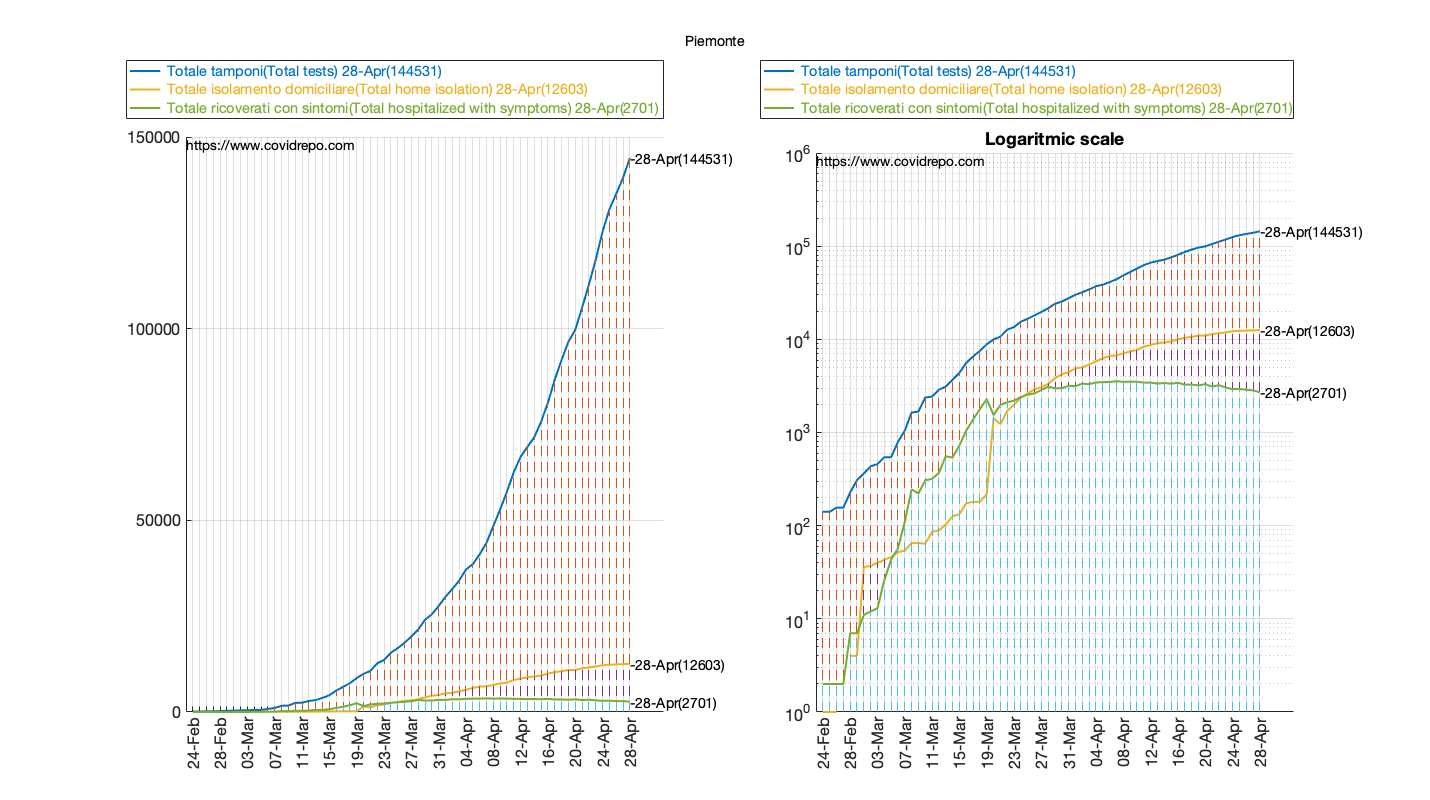 Piemonte
Totale tamponi(Total tests) 28-Apr(144531)
Totale isolamento domiciliare(Total home isolation) 28-Apr(12603)
Totale ricoverati con sintomi(Total hospitalized with symptoms) 28-Apr(2701)
150000
100000
50000
0
https://www.covidrepo.com
-28-Apr(144531)
-28-Apr(12603)
-28-Apr(2701)
24-Feb
28-Feb
03-Mar
07-Mar
11-Mar
15-Mar
19-Mar
23-Mar
27-Mar
31-Mar
04-Apr
08-Apr
12-Apr
16-Apr
20-Apr
24-Apr
28-Apr
Totale tamponi(Total tests) 28-Apr(144531)
Totale isolamento domiciliare(Total home isolation) 28-Apr(12603)
Totale ricoverati con sintomi(Total hospitalized with symptoms) 28-Apr(2701)
Logaritmic scale
10^6
10^5
10^4
10^3
10^2
10^1
10^0
https://www.covidrepo.com
-28-Apr(144531)
-28-Apr(12603)
-28-Apr(2701)
24-Feb
28-Feb
03-Mar
07-Mar
11-Mar
15-Mar
19-Mar
23-Mar
27-Mar
31-Mar
04-Apr
08-Apr
12-Apr
16-Apr
20-Apr
24-Apr
28-Apr